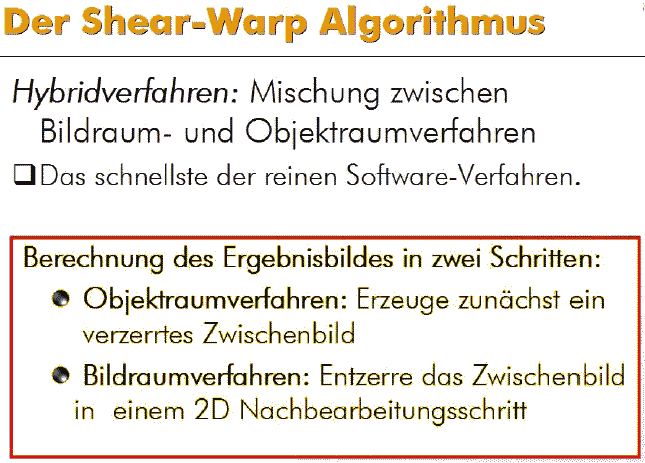 Der Shear-Warp Algorithmus
Hybridverfahren: Mischung zwischen
Bildraum- und Objektraumverfahren
Das schnellste der reinen Software-Verfahren.
Berechnung des Ergebnisbildes in zwei Schritten:
Objektraumverfahren: Erzeuge zunächst ein
verzerrtes Zwischenbild
Bildraumverfahren: Entzerre das Zwischenbild
in einem 2D Nachbearbeitungsschritt